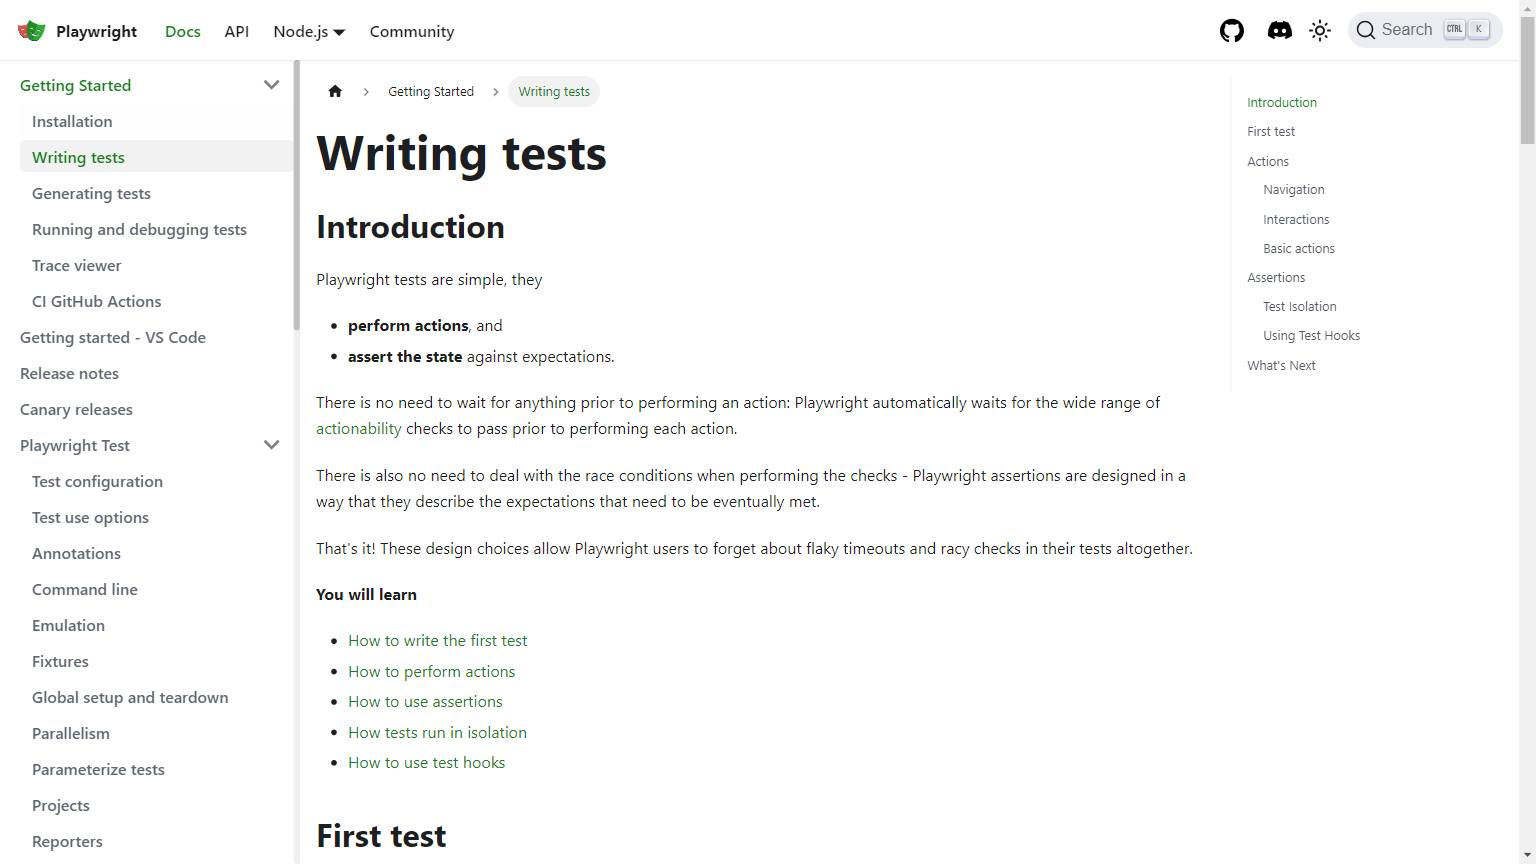 Playwright
Docs
API
Node.js
Community
Search
CTRL
K
Getting Started
Installation
Writing tests
Generating tests
Running and debugging tests
Trace viewer
CI GitHub Actions
Getting started - VS Code
Release notes
Canary releases
Playwright Test
Test configuration
Test use options
Annotations
Command line
Emulation
Fixtures
Global setup and teardown
Parallelism
Parameterize tests
Projects
Reporters
Getting Started
Writing tests
Writing tests
Introduction
Playwright tests are simple, they
perform actions, and
assert the state against expectations.
There is no need to wait for anything prior to performing an action: Playwright automatically waits for the wide range of
actionability checks to pass prior to performing each action.
There is also no need to deal with the race conditions when performing the checks - Playwright assertions are designed in a
way that they describe the expectations that need to be eventually met.
That's it! These design choices allow Playwright users to forget about flaky timeouts and racy checks in their tests altogether.
You will learn
How to write the first test
How to perform actions
How to use assertions
How tests run in isolation
How to use test hooks
First test
Introduction
First test
Actions
Navigation
Interactions
Basic actions
Assertions
Test Isolation
Using Test Hooks
What's Next